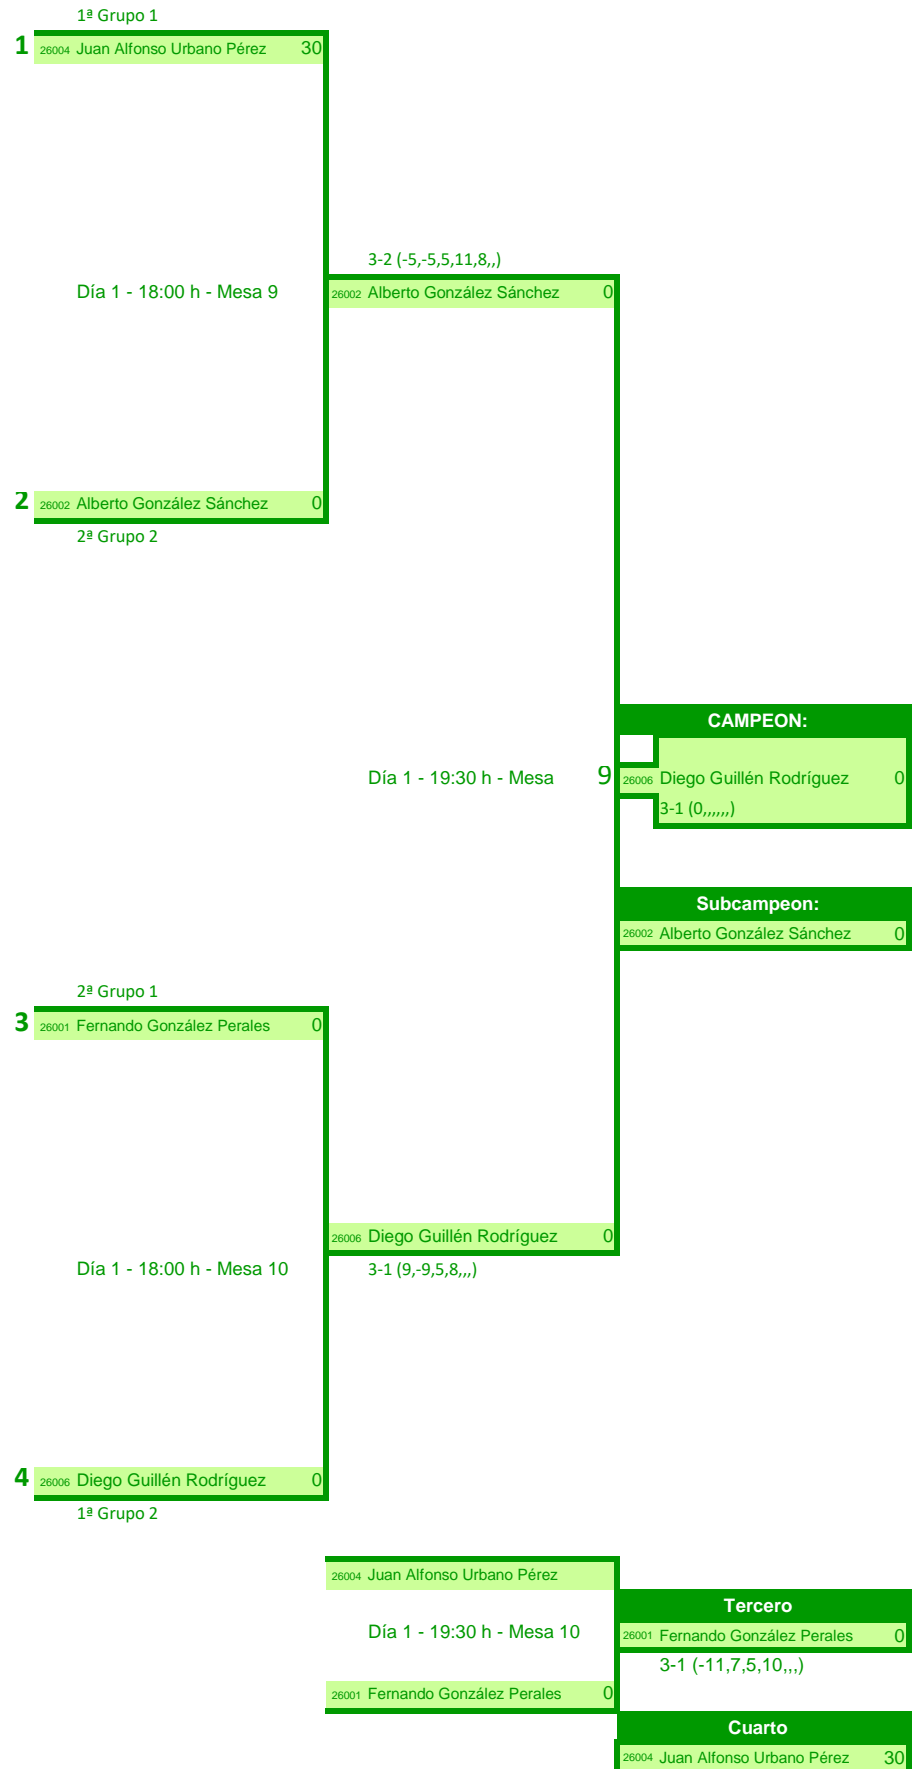 1ª Grupo 1
1 26004 Juan Alfonso Urbano Pérez 30
3-2 (-5,-5,5,11,8,,)
Día 1 - 18:00 h - Mesa 9
26002 Alberto González Sánchez 0
2 26002 Alberto González Sánchez 0
2ª Grupo 2
CAMPEON:
Día 1 - 19:30 h - Mesa 9
26006 Diego Guillén Rodríguez 0
3-1 (0,,,,,,)
Subcampeon:
26002 Alberto González Sánchez 0
2ª Grupo 1
3 26001 Fernando González Perales 0
26006 Diego Guillén Rodríguez 0
Día 1 - 18:00 h - Mesa 10
3-1 (9,-9,5,8,,,)
4 26006 Diego Guillén Rodríguez 0
1ª Grupo 2
26004 Juan Alfonso Urbano Pérez
Tercero
Día 1 - 19:30 h - Mesa 10
26001 Fernando González Perales 0
3-1 (-11,7,5,10,,,)
26001 Fernando González Perales 0
Cuarto
26004 Juan Alfonso Urbano Pérez 30